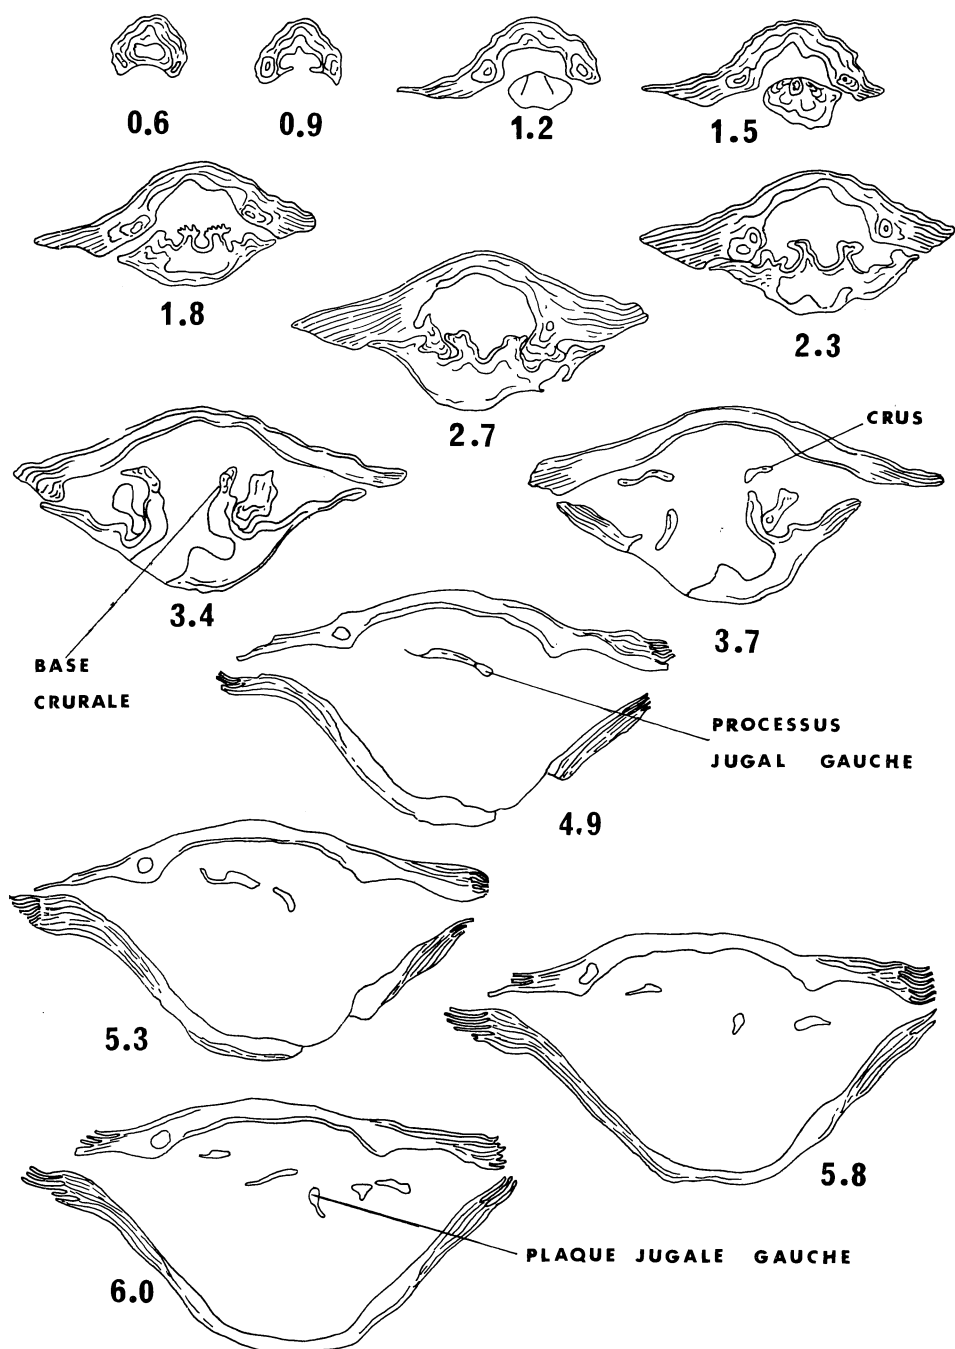 0.6
0.9
1.2
1.5
1.8
2.3
2.7
CRUS
3.4
3.7
BASE
CRURALE
PROCESSUS
JUGAL GAUCHE
4.9
5.3
5.8
PLAQUE JUGALE GAUCHE
6.0